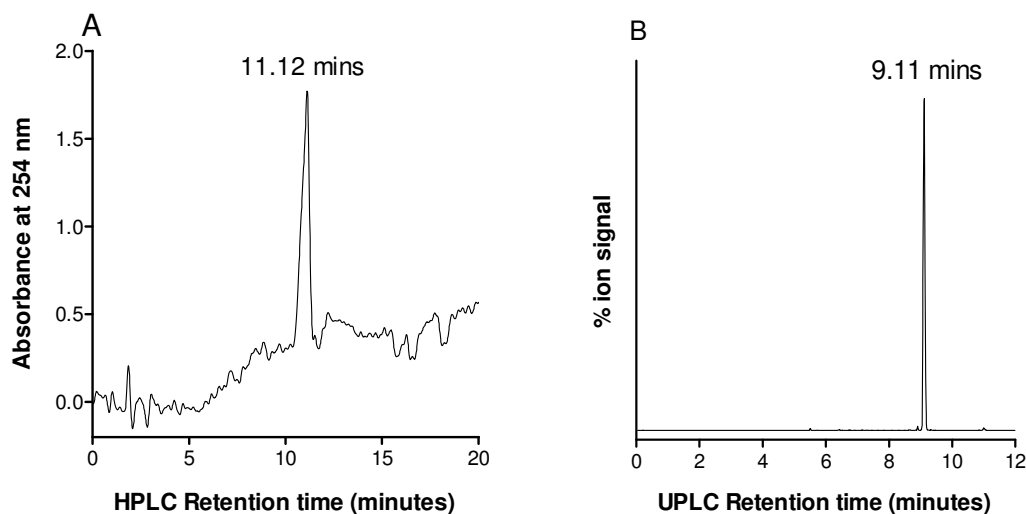 A
11.12 mins
2.0
1.5
1.0
0.5
0.0
Absorbance at 254 nm
0 5 10 15 20
HPLC Retention time (minutes)
B
9.11 mins
% ion signal
0 2 4 6 8 10 12
UPLC Retention time (minutes)